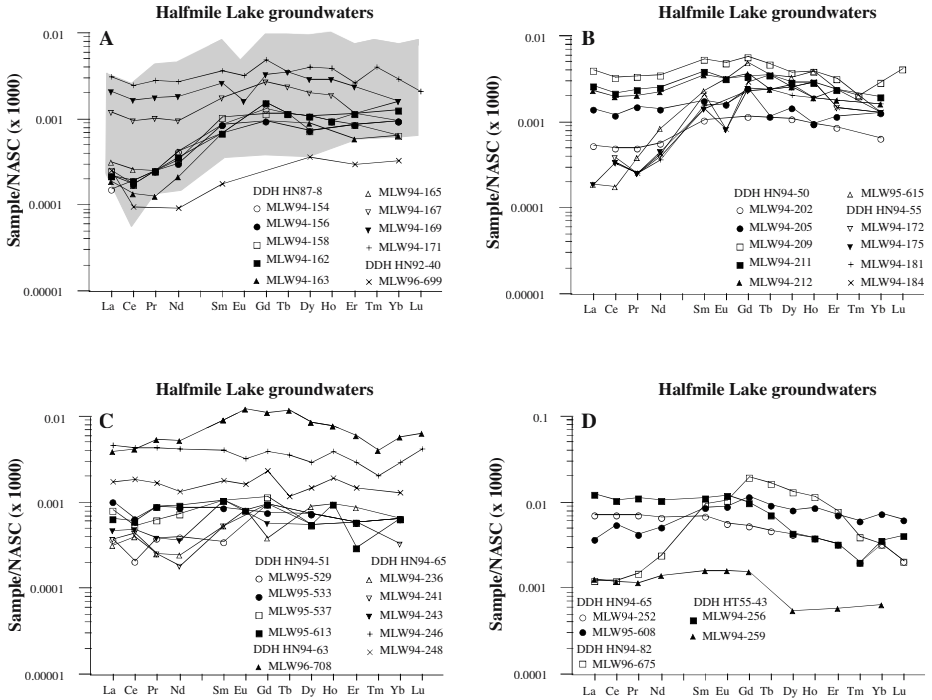 Halfmile Lake groundwaters
A
Sample/NASC (x 1000)
0.01
0.001
0.0001
0.00001
DDH HN87-8
MLW94-154
MLW94-156
MLW94-158
MLW94-162
MLW94-163
MLW94-165
MLW94-167
MLW94-169
MLW94-171
DDH HN92-40
MLW96-699
La Ce Pr Nd Sm Eu Gd Tb Dy Ho Er Tm Yb Lu
Halfmile Lake groundwaters
B
Sample/NASC (x 1000)
0.01
0.001
0.0001
0.00001
DDH HN94-50
MLW94-202
MLW94-205
MLW94-209
MLW94-211
MLW94-212
MLW95-615
DDH HN94-55
MLW94-172
MLW94-175
MLW94-181
MLW94-184
La Ce Pr Nd Sm Eu Gd Tb Dy Ho Er Tm Yb Lu
Halfmile Lake groundwaters
C
Sample/NASC (x 1000)
0.01
0.001
0.0001
0.00001
DDH HN94-51
MLW95-529
MLW95-533
MLW95-537
MLW95-613
DDH HN94-63
MLW96-708
DDH HN94-65
MLW94-236
MLW94-241
MLW94-243
MLW94-246
MLW94-248
La Ce Pr Nd Sm Eu Gd Tb Dy Ho Er Tm Yb Lu
Halfmile Lake groundwaters
D
Sample/NASC (x 1000)
0.1
0.01
0.001
0.0001
DDH HN94-65
MLW94-252
MLW95-608
DDH HN94-82
MLW96-675
DDH HT55-43
MLW94-256
MLW94-259
La Ce Pr Nd Sm Eu Gd Tb Dy Ho Er Tm Yb Lu